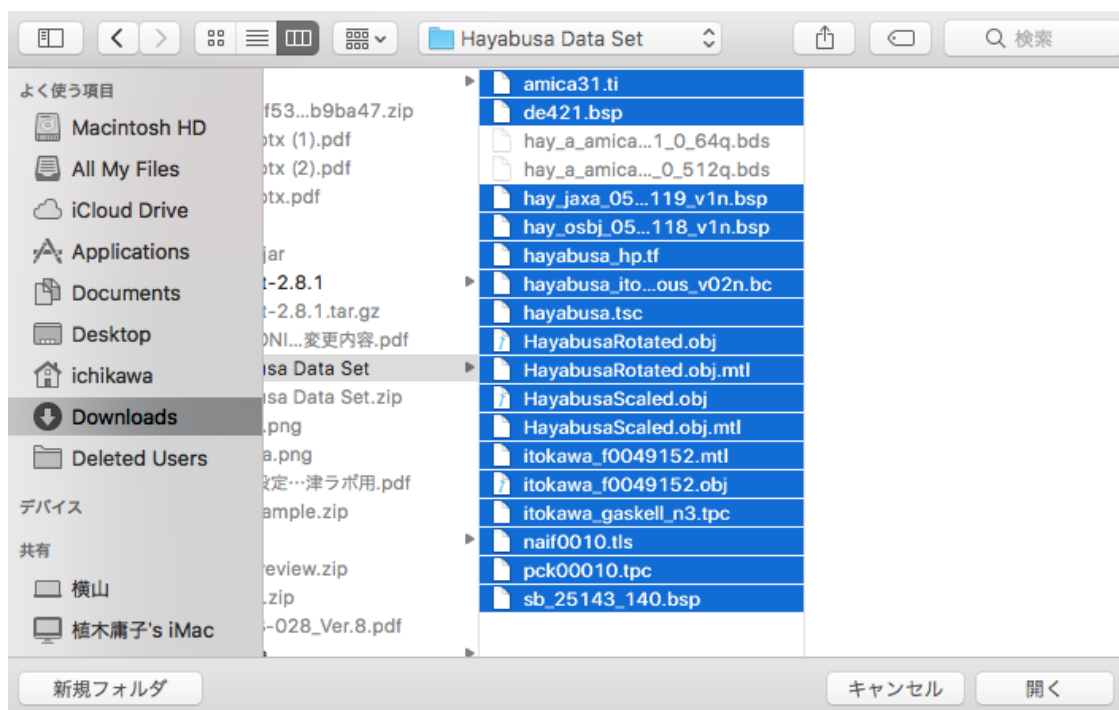 Hayabusa Data Set
検索
よく使う項目
Macintosh HD
All My Files
iCloud Drive
Applications
Documents
Desktop
ichikawa
Downloads
Deleted Users
デバイス
共有
横山
植木庸子's iMac
f53...b9ba47.zip
otx (1).pdf
otx (2).pdf
otx.pdf
jar
t-2.8.1
t-2.8.1.tar.gz
ONI...変更内容.pdf
usa Data Set
usa Data Set.zip
.png
a.png
設定…津ラボ用.pdf
ample.zip
review.zip
.zip
-028_Ver.8.pdf
amica31.ti
de421.bsp
hay_a_amica...1_0_64q.bds
hay_a_amica..._0_512q.bds
hay_jaxa_05...119_v1n.bsp
hay_osbj_05...118_v1n.bsp
hayabusa_hp.tf
hayabusa_ito...ous_v02n.bc
hayabusa.tsc
HayabusaRotated.obj
HayabusaRotated.obj.mtl
HayabusaScaled.obj
HayabusaScaled.obj.mtl
itokawa_f0049152.mtl
itokawa_f0049152.obj
itokawa_gaskell_n3.tpc
naif0010.tls
pck00010.tpc
sb_25143_140.bsp
新規フォルダ
キャンセル
開く